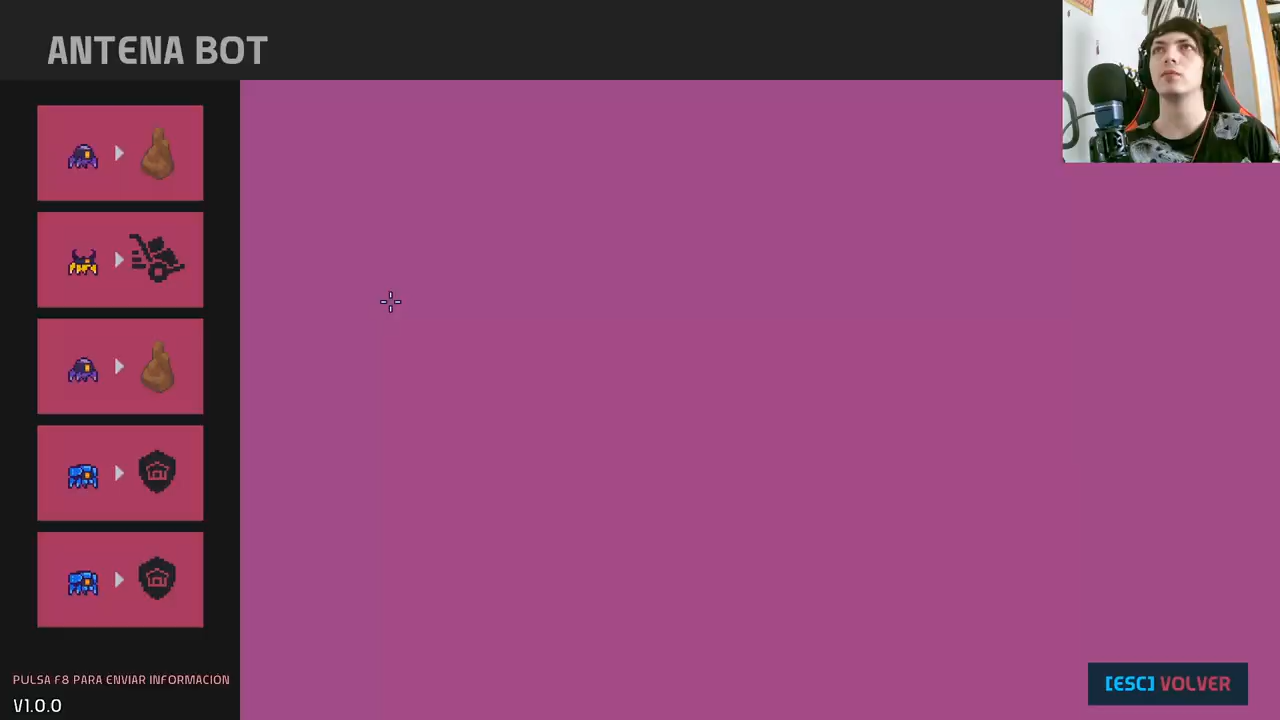 ANTENA BOT
PULSA F8 PARA ENVIAR INFORMACION
V1.0.0
[ESC] VOLVER